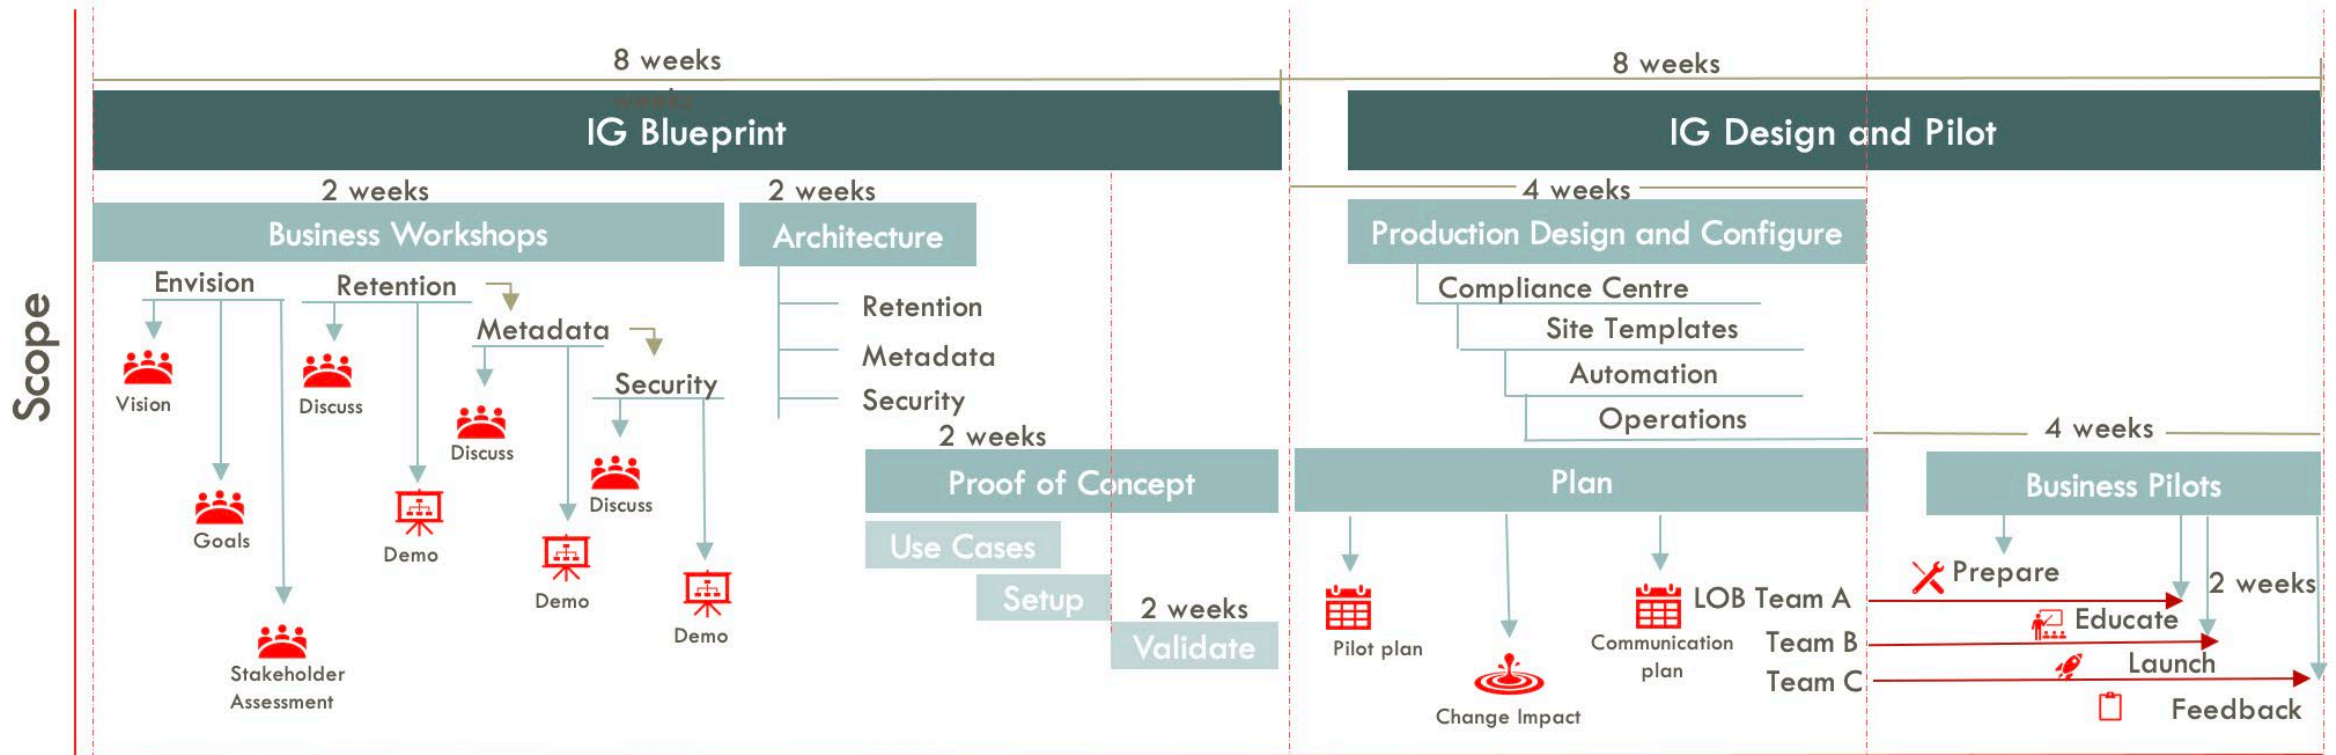 8 weeks
8 weeks
weeks
IG Blueprint
IG Design and Pilot
2 weeks
2 weeks
4 weeks
Business Workshops
Architecture
Production Design and Configure
Scope
Envision
Retention
Metadata
Security
Vision
Discuss
Discuss
Discuss
Goals
Demo
Demo
Demo
Stakeholder
Assessment
Retention
Metadata
Security
2 weeks
Proof of Concept
Use Cases
Setup
2 weeks
Validate
Compliance Centre
Site Templates
Automation
Operations
Plan
Pilot plan
Change Impact
Communication
plan
4 weeks
Business Pilots
LOB Team A
Team B
Team C
Prepare
2 weeks
Educate
Launch
Feedback